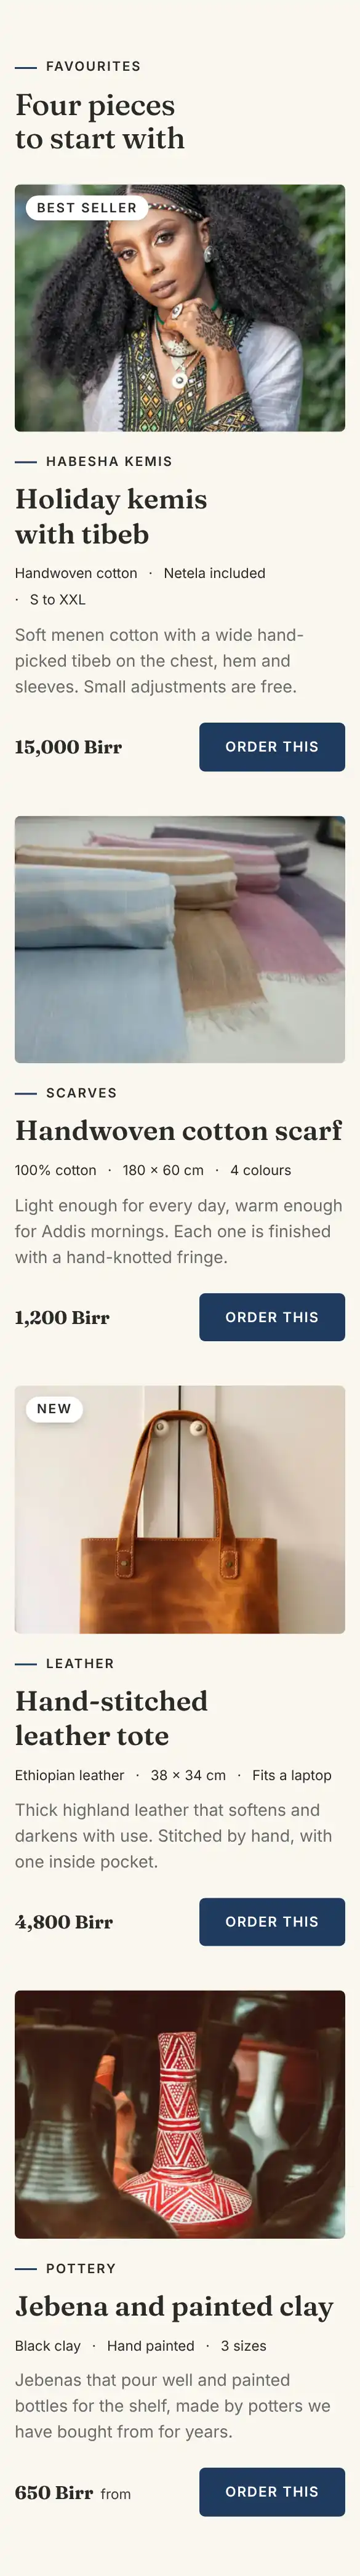 FAVOURITES
Four pieces
to start with
BEST SELLER
HABESHA KEMIS
Holiday kemis
with tibeb
Handwoven cotton · Netela included
· S to XXL
Soft menen cotton with a wide hand-
picked tibeb on the chest, hem and
sleeves. Small adjustments are free.
15,000 Birr ORDER THIS
SCARVES
Handwoven cotton scarf
100% cotton · 180 × 60 cm · 4 colours
Light enough for every day, warm enough
for Addis mornings. Each one is finished
with a hand-knotted fringe.
1,200 Birr ORDER THIS
NEW
LEATHER
Hand-stitched
leather tote
Ethiopian leather · 38 × 34 cm · Fits a laptop
Thick highland leather that softens and
darkens with use. Stitched by hand, with
one inside pocket.
4,800 Birr ORDER THIS
POTTERY
Jebena and painted clay
Black clay · Hand painted · 3 sizes
Jebenas that pour well and painted
bottles for the shelf, made by potters we
have bought from for years.
650 Birr from ORDER THIS